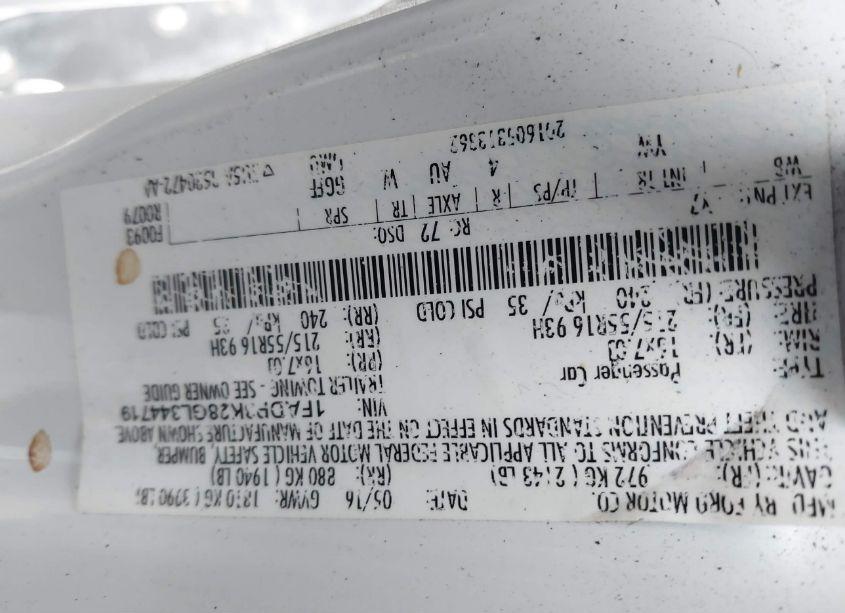 MFD. BY FORD MOTOR CO.
DATE: 05/16 GVWR:
GAWR: (FR): 972 KG ( 2143 LB) (RR): 880 KG ( 1940 LB)
THIS VEHICLE CONFORMS TO ALL APPLICABLE FEDERAL MOTOR VEHICLE SAFETY, BUMPER,
AND THEFT PREVENTION STANDARDS IN EFFECT ON THE DATE OF MANUFACTURE SHOWN ABOVE
VIN: 1FADP3K28GL344719
TYPE: Passenger Car TRAILER TOWING - SEE OWNER GUIDE
RIM: (FR): 16x7.0J (RR): 16x7.0J
TIRE: (FR): 215/55R16 93H (RR): 215/55R16 93H
PRESSURE: (FR): 240 kPa/ 35 PSI COLD (RR): 240 kPa/ 35 PSI COLD
RC: 72 DSO: F0093
EXT PNT: R0079
INT TR TP/PS R AXLE TR SPR
WS YW 4 AU W GGFF